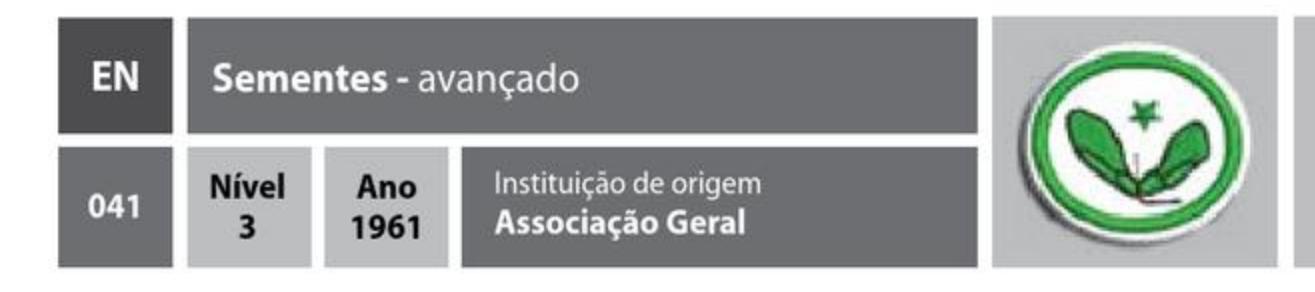 EN
Sementes - avançado
041
Nível
3
Ano
1961
Instituição de origem
Associação Geral